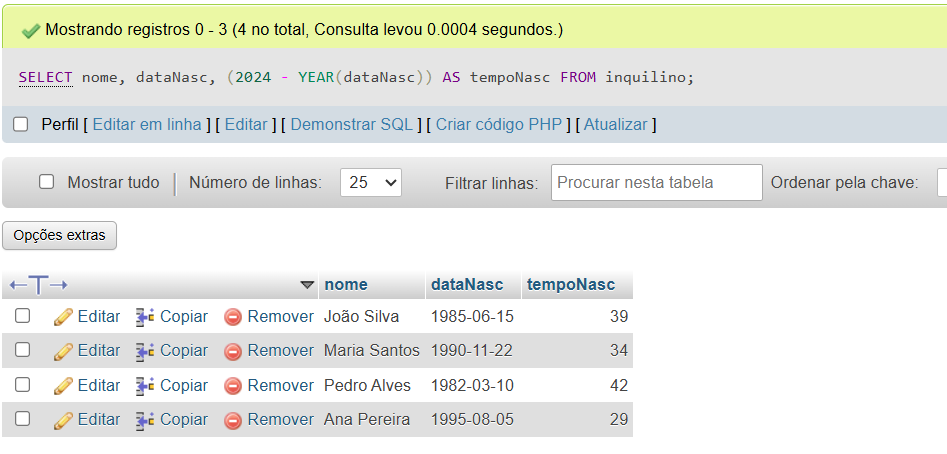 Mostrando registros 0 - 3 (4 no total, Consulta levou 0.0004 segundos.)
SELECT nome, dataNasc, (2024 - YEAR(dataNasc)) AS tempoNasc FROM inquilino;
Perfil [ Editar em linha ] [ Editar ] [ Demonstrar SQL ] [ Criar código PHP ] [ Atualizar ]
Mostrar tudo Número de linhas: 25 Filtrar linhas: Procurar nesta tabela Ordenar pela chave:
Opções extras
nome dataNasc tempoNasc
Editar Copiar Remover João Silva 1985-06-15 39
Editar Copiar Remover Maria Santos 1990-11-22 34
Editar Copiar Remover Pedro Alves 1982-03-10 42
Editar Copiar Remover Ana Pereira 1995-08-05 29